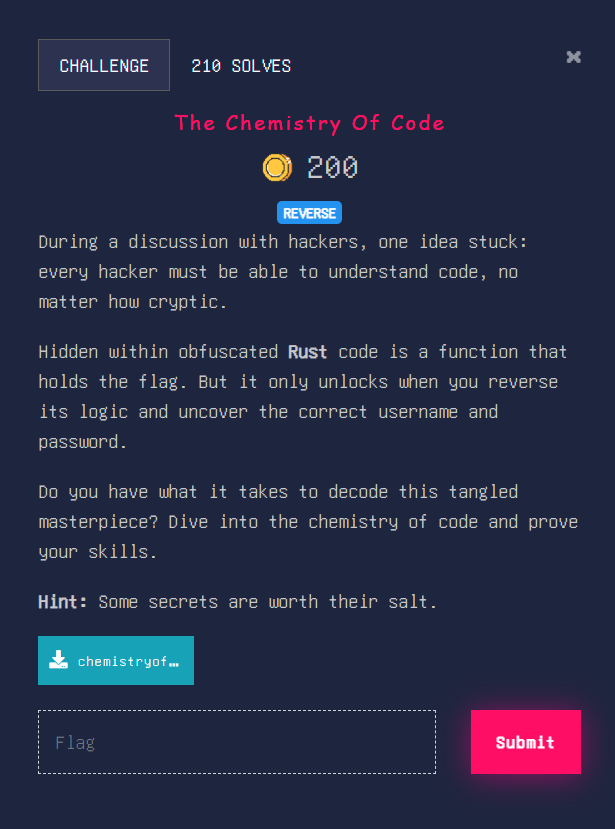 CHALLENGE 210 SOLVES ×
The Chemistry Of Code
200
REVERSE
During a discussion with hackers, one idea stuck:
every hacker must be able to understand code, no
matter how cryptic.
Hidden within obfuscated Rust code is a function that
holds the flag. But it only unlocks when you reverse
its logic and uncover the correct username and
password.
Do you have what it takes to decode this tangled
masterpiece? Dive into the chemistry of code and prove
your skills.
Hint: Some secrets are worth their salt.
chemistryof…
Flag Submit